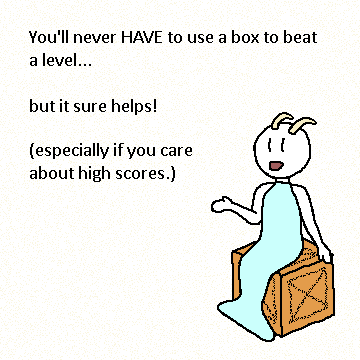 You'll never HAVE to use a box to beat
a level...
but it sure helps!
(especially if you care
about high scores.)